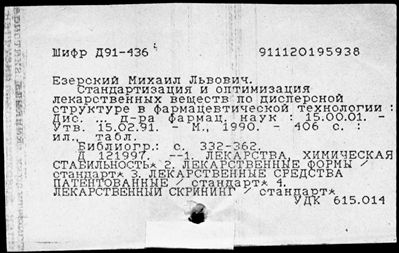 Шифр Д91-436 911120195938
Езерский Михаил Львович.
Стандартизация и оптимизация
лекарственных веществ по дисперсной
структуре в фармацевтической технологии :
Дис. ... д-ра фармац. наук : 15.00.01. -
Утв. 15.02.91. - М., 1990. - 406 с. :
ил., табл.
Библиогр.: с. 332-362.
Д 121997. --1. ЛЕКАРСТВА, ХИМИЧЕСКАЯ
СТАБИЛЬНОСТЬ* 2. ЛЕКАРСТВЕННЫЕ ФОРМЫ /
стандарт* 3. ЛЕКАРСТВЕННЫЕ СРЕДСТВА
ПАТЕНТОВАННЫЕ / стандарт* 4.
ЛЕКАРСТВЕННЫЙ СКРИНИНГ / стандарт*
УДК 615.014